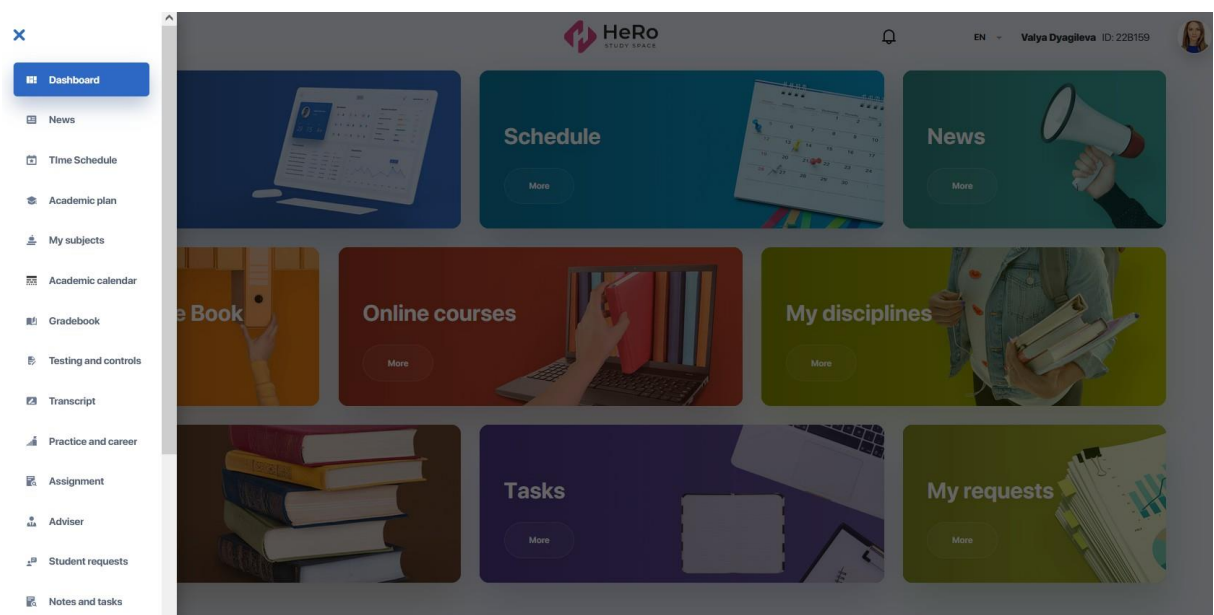 HeRo
STUDY SPACE
EN
Valya Dyagileva ID: 22B159
Dashboard
News
TIme Schedule
Academic plan
My subjects
Academic calendar
Gradebook
Testing and controls
Transcript
Practice and career
Assignment
Adviser
Student requests
Notes and tasks
Schedule
More
News
More
e Book
Online courses
More
My disciplines
More
Tasks
More
My requests
More